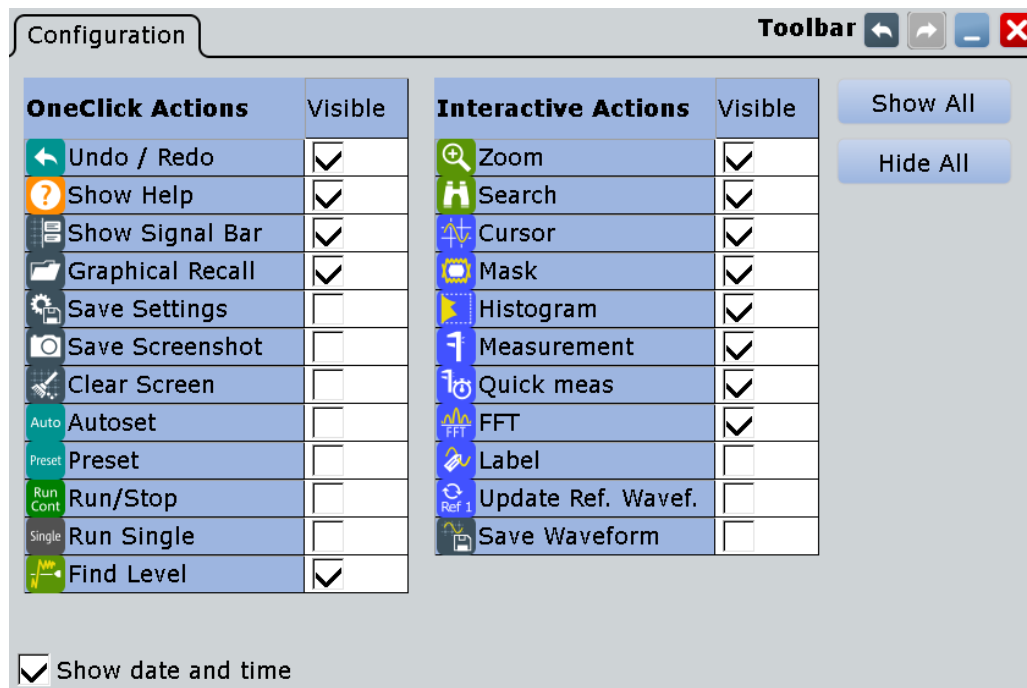 Configuration
Toolbar
OneClick Actions Visible
Undo / Redo
? Show Help
Show Signal Bar
Graphical Recall
Save Settings
Save Screenshot
Clear Screen
Auto Autoset
Preset Preset
Run Cont Run/Stop
Single Run Single
Find Level
Interactive Actions Visible
Zoom
Search
Cursor
Mask
Histogram
Measurement
Quick meas
FFT FFT
Label
Ref 1 Update Ref. Wavef.
Save Waveform
Show All
Hide All
Show date and time